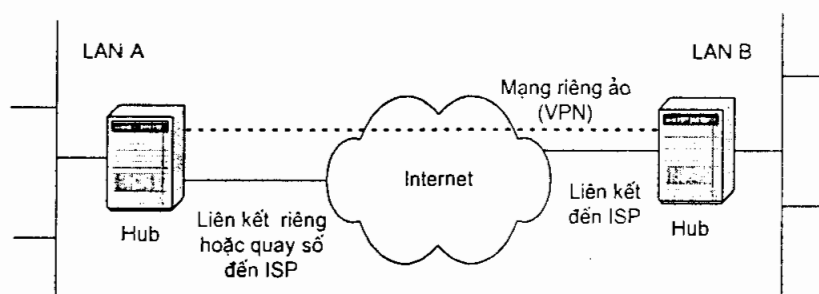 LAN A
LAN B
Mạng riêng ảo
(VPN)
Internet
Liên kết riêng
hoặc quay số
đến ISP
Liên kết
đến ISP
Hub
Hub